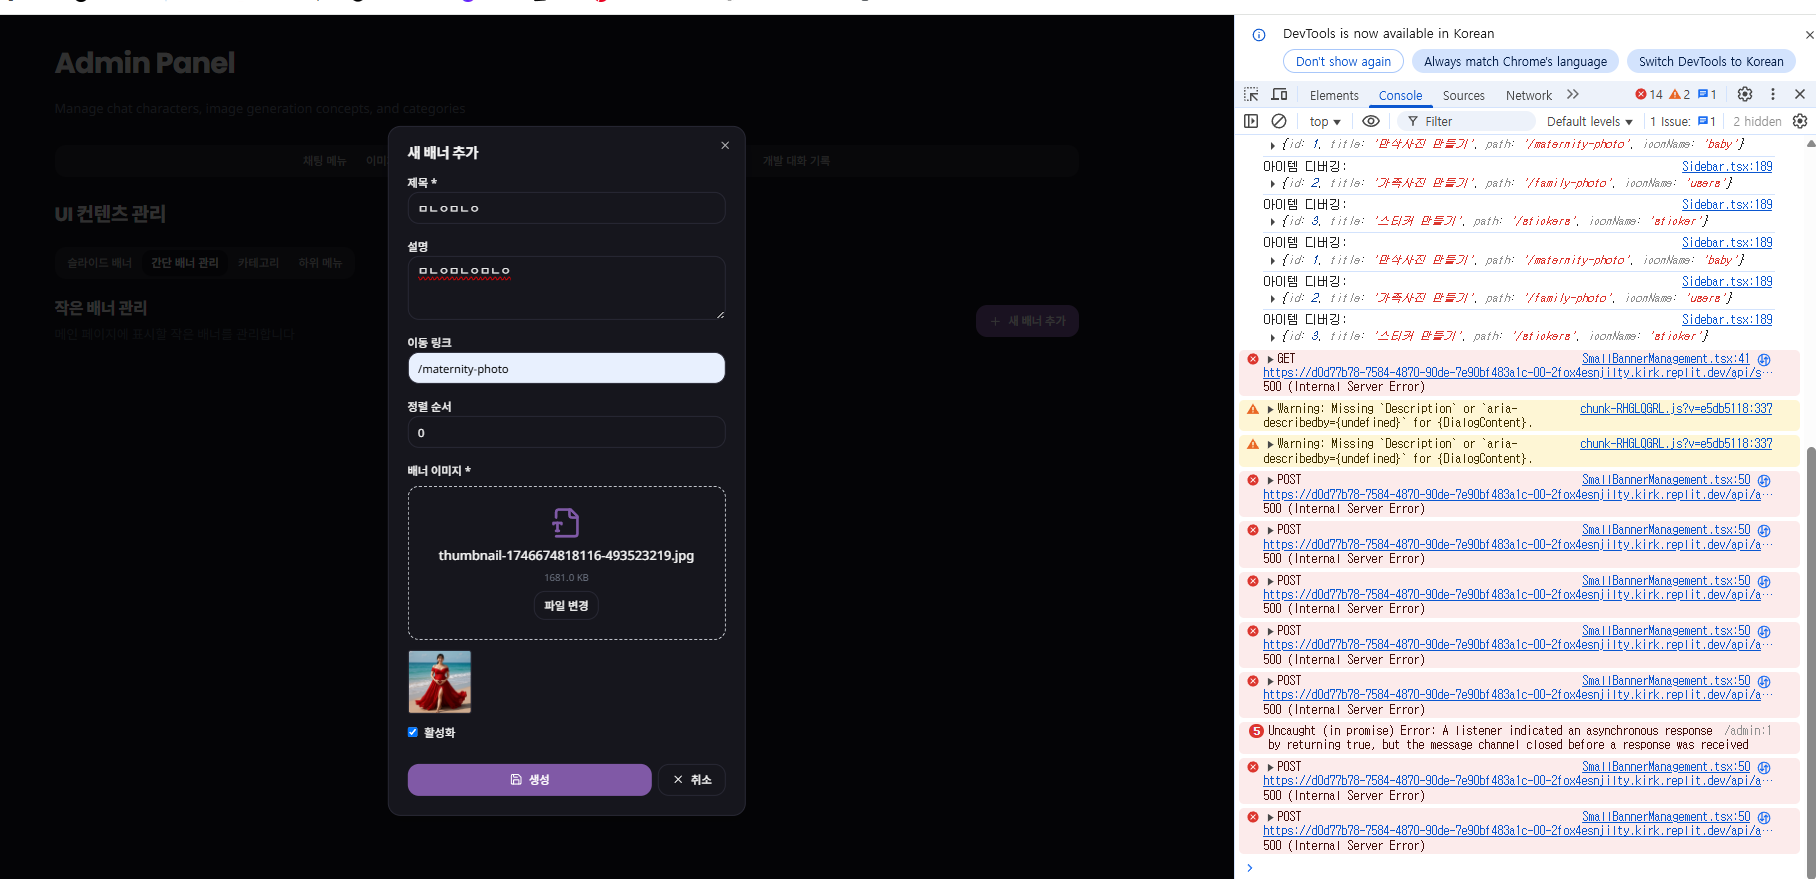 Admin Panel
Manage chat characters, image generation concepts, and categories
채팅 메뉴
개발 대화 기록
UI 컨텐츠 관리
슬라이드 배너
간단 배너 관리
카테고리
하위 메뉴
작은 배너 관리
메인 페이지에 표시할 작은 배너를 관리합니다
+ 새 배너 추가
새 배너 추가
제목 *
ㅁㄴㅇㅁㄴㅇ
설명
ㅁㄴㅇㅁㄴㅇㅁㄴㅇ
이동 링크
/maternity-photo
정렬 순서
0
배너 이미지 *
thumbnail-1746674818116-493523219.jpg
1681.0 KB
파일 변경
활성화
생성
취소
DevTools is now available in Korean
Don't show again
Always match Chrome's language
Switch DevTools to Korean
Elements
Console
Sources
Network
14
2
1
top
Filter
Default levels
1 Issue:
1
2 hidden
{id: 1, title: '만삭사진 만들기', path: '/maternity-photo', iconName: 'baby'}
아이템 디버깅: Sidebar.tsx:189
{id: 2, title: '가족사진 만들기', path: '/family-photo', iconName: 'users'}
아이템 디버깅: Sidebar.tsx:189
{id: 3, title: '스티커 만들기', path: '/stickers', iconName: 'sticker'}
아이템 디버깅: Sidebar.tsx:189
{id: 1, title: '만삭사진 만들기', path: '/maternity-photo', iconName: 'baby'}
아이템 디버깅: Sidebar.tsx:189
{id: 2, title: '가족사진 만들기', path: '/family-photo', iconName: 'users'}
아이템 디버깅: Sidebar.tsx:189
{id: 3, title: '스티커 만들기', path: '/stickers', iconName: 'sticker'}
GET SmallBannerManagement.tsx:41
https://d0d77b78-7584-4870-90de-7e90bf483a1c-00-2fox4esnjilty.kirk.replit.dev/api/s…
500 (Internal Server Error)
Warning: Missing `Description` or `aria- chunk-RHGLQGRL.js?v=e5db5118:337
describedby={undefined}` for {DialogContent}.
Warning: Missing `Description` or `aria- chunk-RHGLQGRL.js?v=e5db5118:337
describedby={undefined}` for {DialogContent}.
POST SmallBannerManagement.tsx:50
https://d0d77b78-7584-4870-90de-7e90bf483a1c-00-2fox4esnjilty.kirk.replit.dev/api/a…
500 (Internal Server Error)
POST SmallBannerManagement.tsx:50
https://d0d77b78-7584-4870-90de-7e90bf483a1c-00-2fox4esnjilty.kirk.replit.dev/api/a…
500 (Internal Server Error)
POST SmallBannerManagement.tsx:50
https://d0d77b78-7584-4870-90de-7e90bf483a1c-00-2fox4esnjilty.kirk.replit.dev/api/a…
500 (Internal Server Error)
POST SmallBannerManagement.tsx:50
https://d0d77b78-7584-4870-90de-7e90bf483a1c-00-2fox4esnjilty.kirk.replit.dev/api/a…
500 (Internal Server Error)
POST SmallBannerManagement.tsx:50
https://d0d77b78-7584-4870-90de-7e90bf483a1c-00-2fox4esnjilty.kirk.replit.dev/api/a…
500 (Internal Server Error)
5 Uncaught (in promise) Error: A listener indicated an asynchronous response /admin:1
by returning true, but the message channel closed before a response was received
POST SmallBannerManagement.tsx:50
https://d0d77b78-7584-4870-90de-7e90bf483a1c-00-2fox4esnjilty.kirk.replit.dev/api/a…
500 (Internal Server Error)
POST SmallBannerManagement.tsx:50
https://d0d77b78-7584-4870-90de-7e90bf483a1c-00-2fox4esnjilty.kirk.replit.dev/api/a…
500 (Internal Server Error)